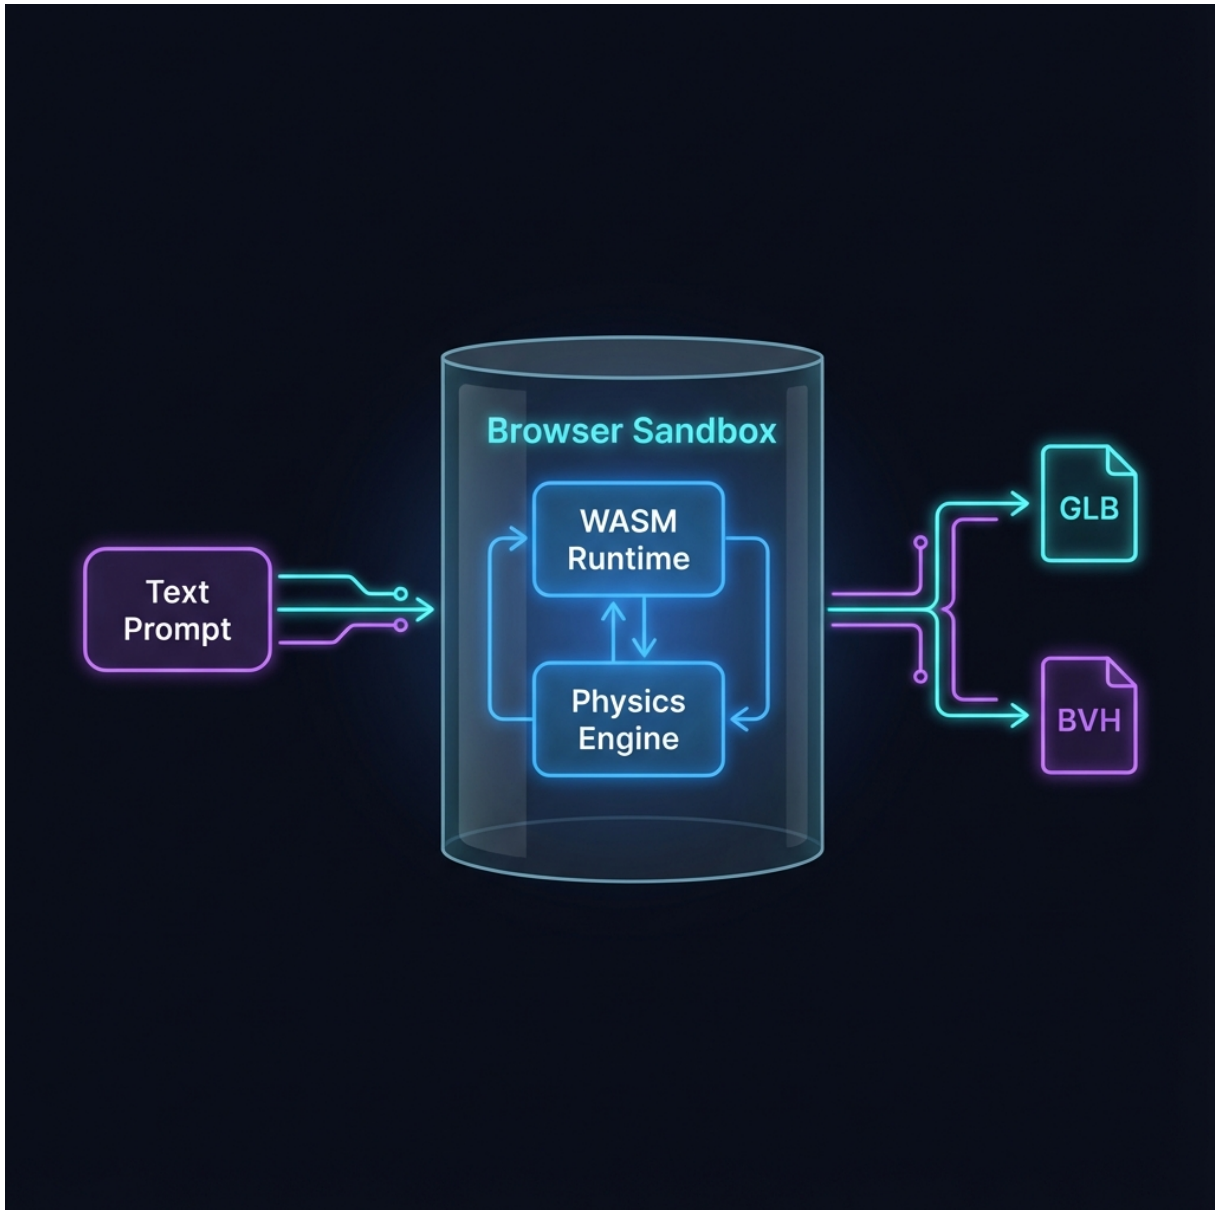 Browser Sandbox
WASM
Runtime
Text
Prompt
Physics
Engine
GLB
BVH